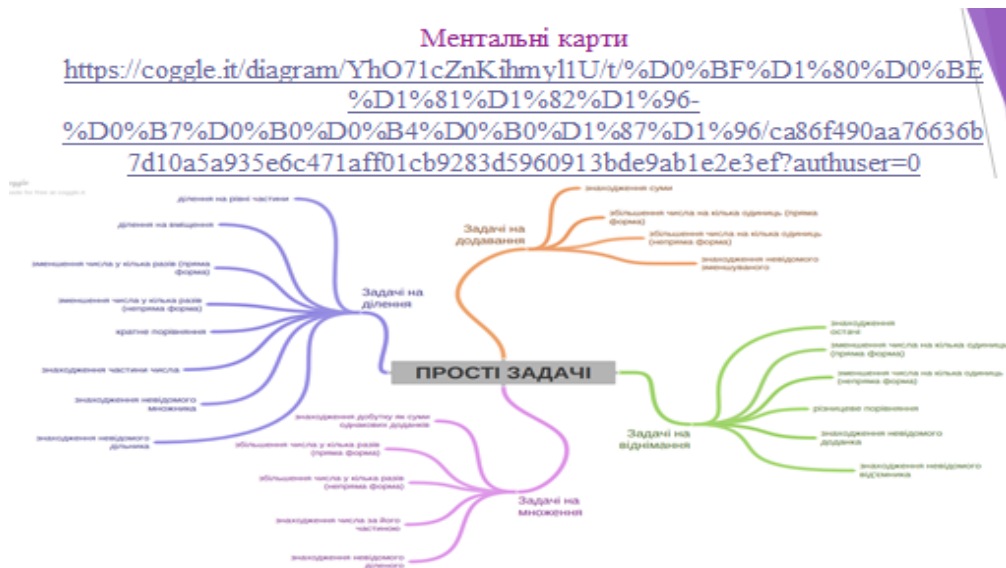 Ментальні карти
https://coggle.it/diagram/YhO71cZnKihmyl1U/t/%D0%BF%D1%80%D0%BE
%D1%81%D1%82%D1%96-
%D0%B7%D0%B0%D0%B4%D0%B0%D1%87%D1%96/ca86f490aa76636b
7d10a5a935e6c471aff01cb9283d5960913bde9ab1e2e3ef?authuser=0
ПРОСТІ ЗАДАЧІ
Задачі на
додавання
знаходження суми
збільшення числа на кілька одиниць (пряма
форма)
збільшення числа на кілька одиниць
(непряма форма)
знаходження невідомого
зменшуваного
Задачі на
ділення
ділення на рівні частини
ділення на вміщення
зменшення числа у кілька разів (пряма
форма)
зменшення числа у кілька разів
(непряма форма)
кратне порівняння
знаходження частини числа
знаходження невідомого
множника
знаходження невідомого
дільника
Задачі на
віднімання
знаходження
остачі
зменшення числа на кілька одиниць
(пряма форма)
зменшення числа на кілька одиниць
(непряма форма)
різницеве порівняння
знаходження невідомого
доданка
знаходження невідомого
від'ємника
Задачі на
множення
знаходження добутку як суми
однакових доданків
збільшення числа у кілька разів
(пряма форма)
збільшення числа у кілька разів
(непряма форма)
знаходження числа за його
частиною
знаходження невідомого
діленого